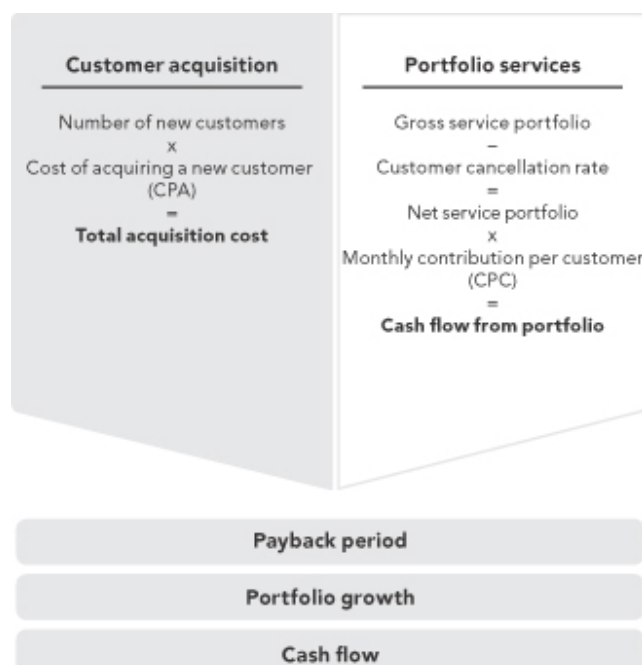 Customer acquisition
Number of new customers
x
Cost of acquiring a new customer
(CPA)
=
Total acquisition cost
Portfolio services
Gross service portfolio
–
Customer cancellation rate
=
Net service portfolio
x
Monthly contribution per customer
(CPC)
=
Cash flow from portfolio
Payback period
Portfolio growth
Cash flow